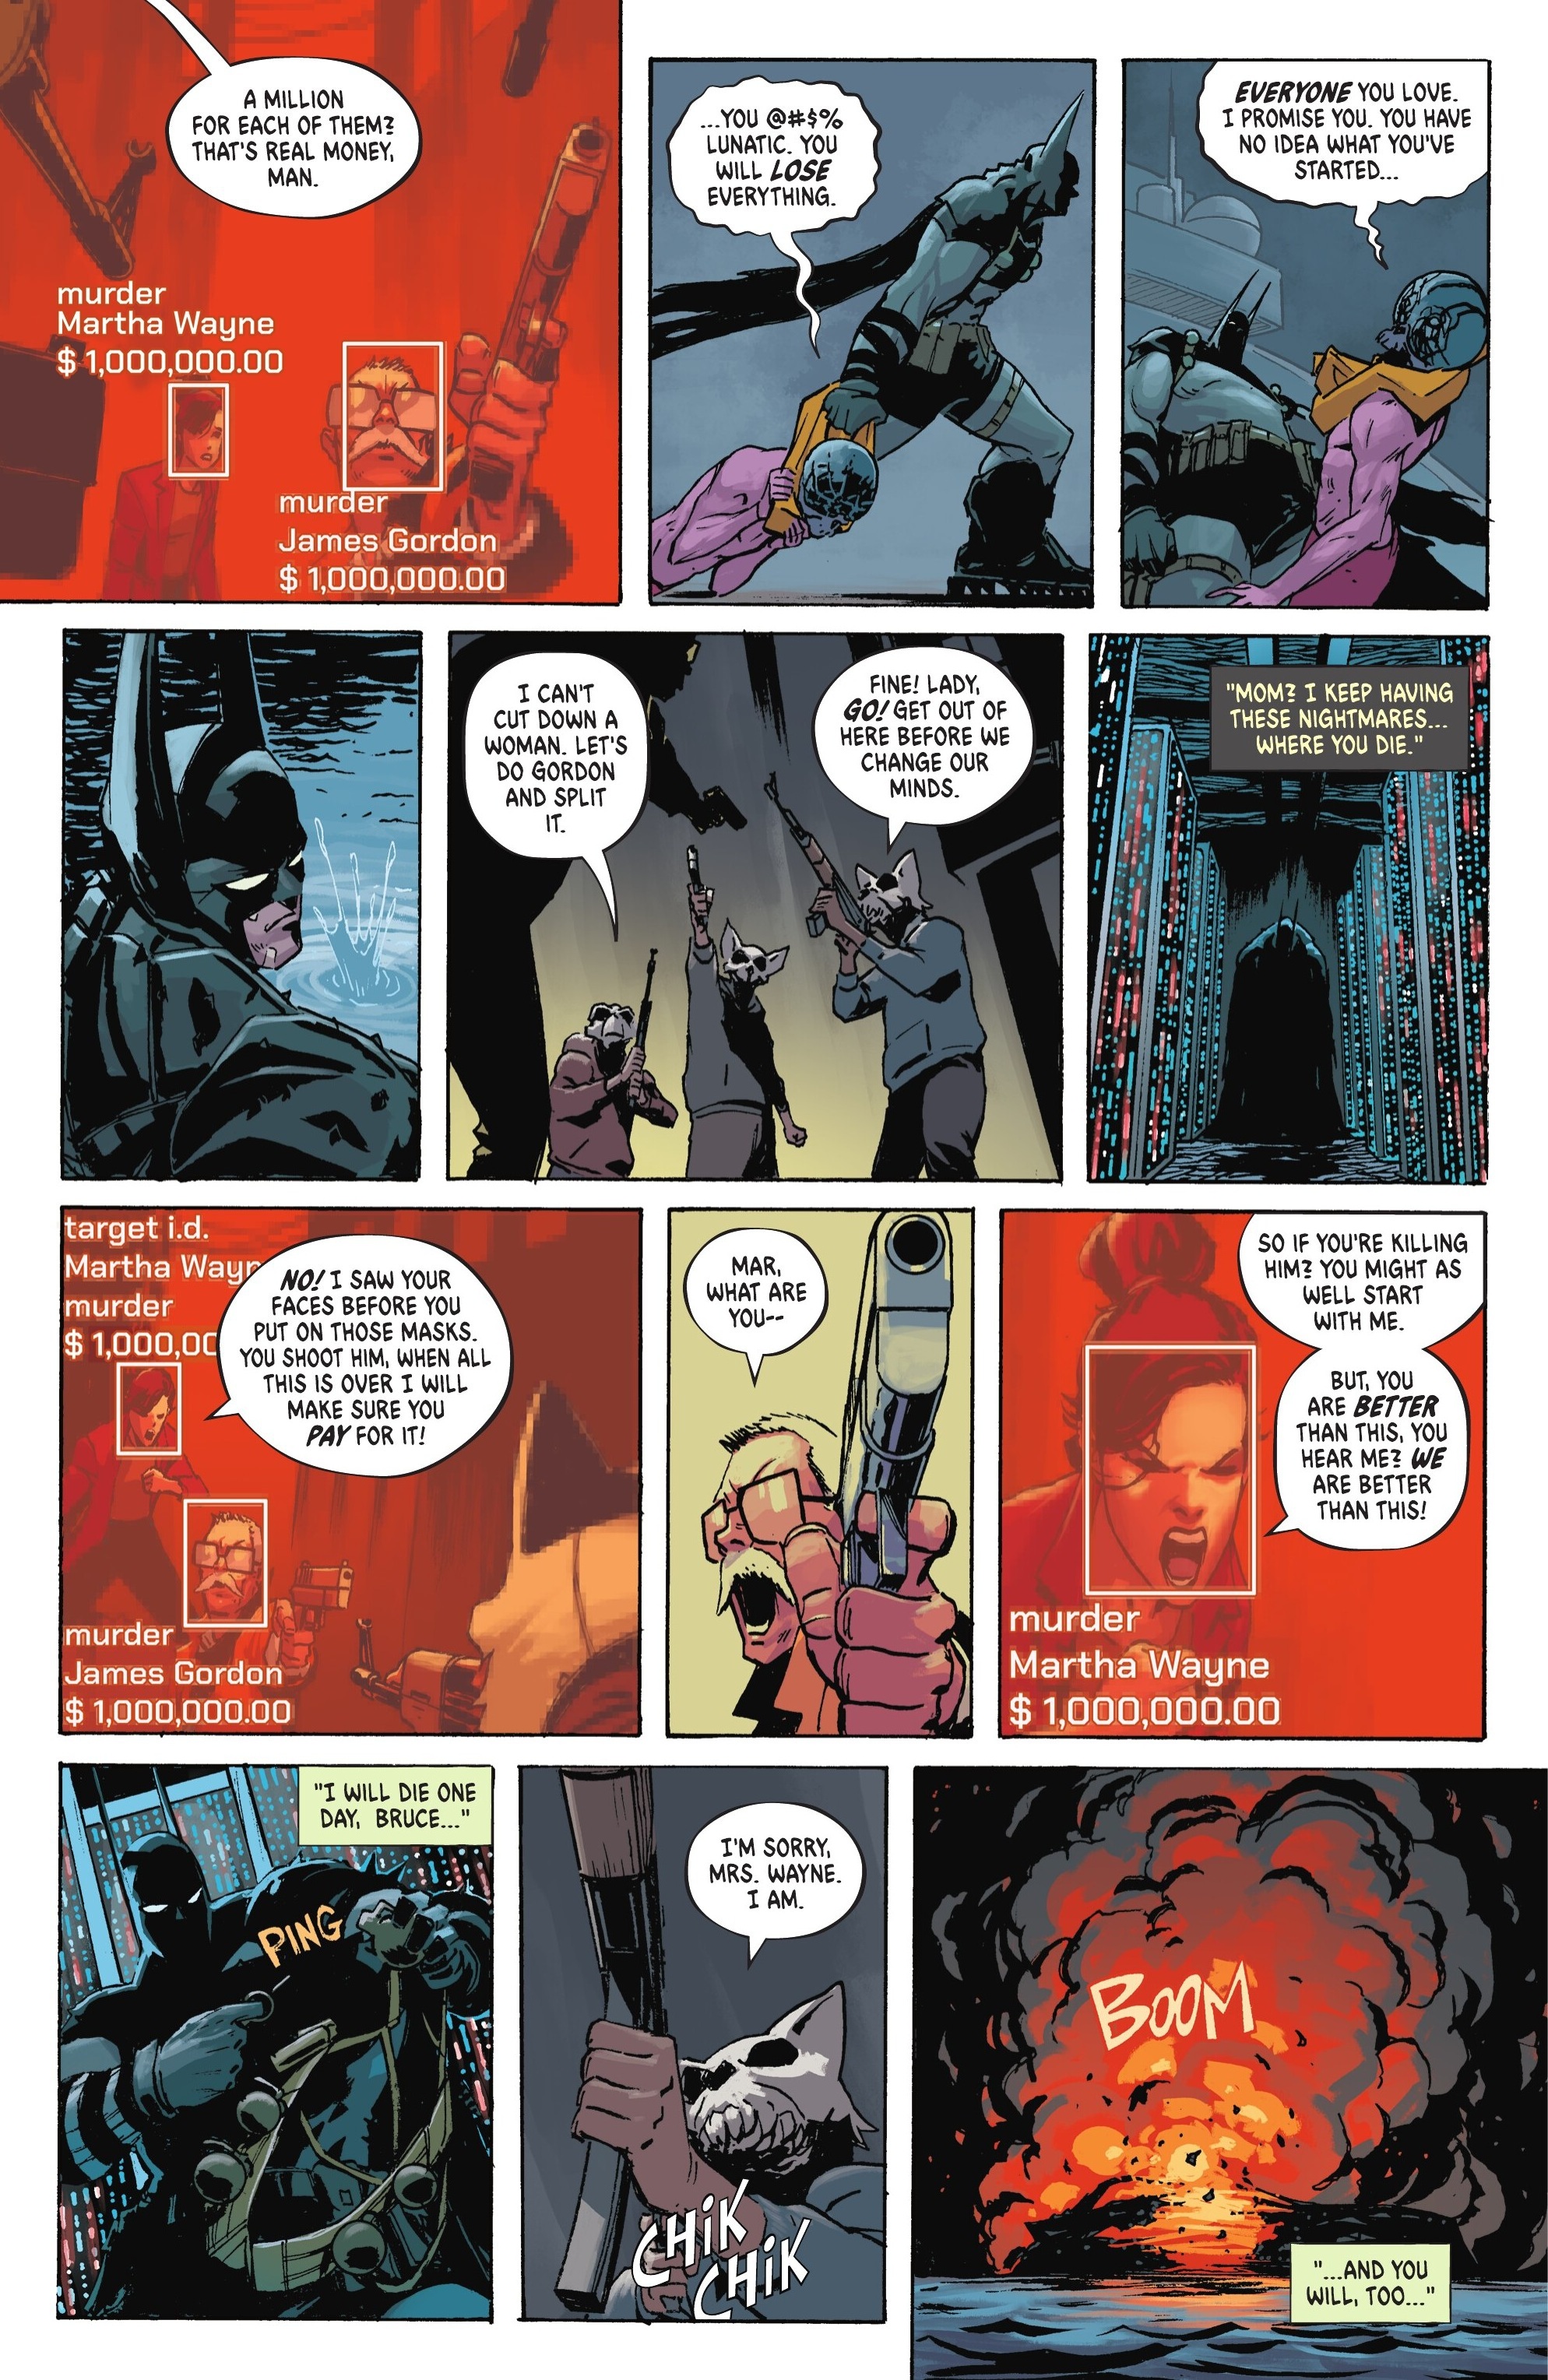 A MILLION
FOR EACH OF THEM?
THAT'S REAL MONEY,
MAN.
murder
Martha Wayne
$ 1,000,000.00
murder
James Gordon
$ 1,000,000.00
...YOU @#$%
LUNATIC. YOU
WILL LOSE
EVERYTHING.
EVERYONE YOU LOVE.
I PROMISE YOU. YOU HAVE
NO IDEA WHAT YOU'VE
STARTED...
I CAN'T
CUT DOWN A
WOMAN. LET'S
DO GORDON
AND SPLIT
IT.
FINE! LADY,
GO! GET OUT OF
HERE BEFORE WE
CHANGE OUR
MINDS.
"MOM? I KEEP HAVING
THESE NIGHTMARES...
WHERE YOU DIE."
target i.d.
Martha Wayn
murder
$ 1,000,00
NO! I SAW YOUR
FACES BEFORE YOU
PUT ON THOSE MASKS.
YOU SHOOT HIM, WHEN ALL
THIS IS OVER I WILL
MAKE SURE YOU
PAY FOR IT!
murder
James Gordon
$ 1,000,000.00
MAR,
WHAT ARE
YOU--
SO IF YOU'RE KILLING
HIM? YOU MIGHT AS
WELL START
WITH ME.
BUT, YOU
ARE BETTER
THAN THIS, YOU
HEAR ME? WE
ARE BETTER
THAN THIS!
murder
Martha Wayne
$ 1,000,000.00
"I WILL DIE ONE
DAY, BRUCE..."
PING
I'M SORRY,
MRS. WAYNE.
I AM.
CHIK
CHIK
BOOM
"...AND YOU
WILL, TOO..."